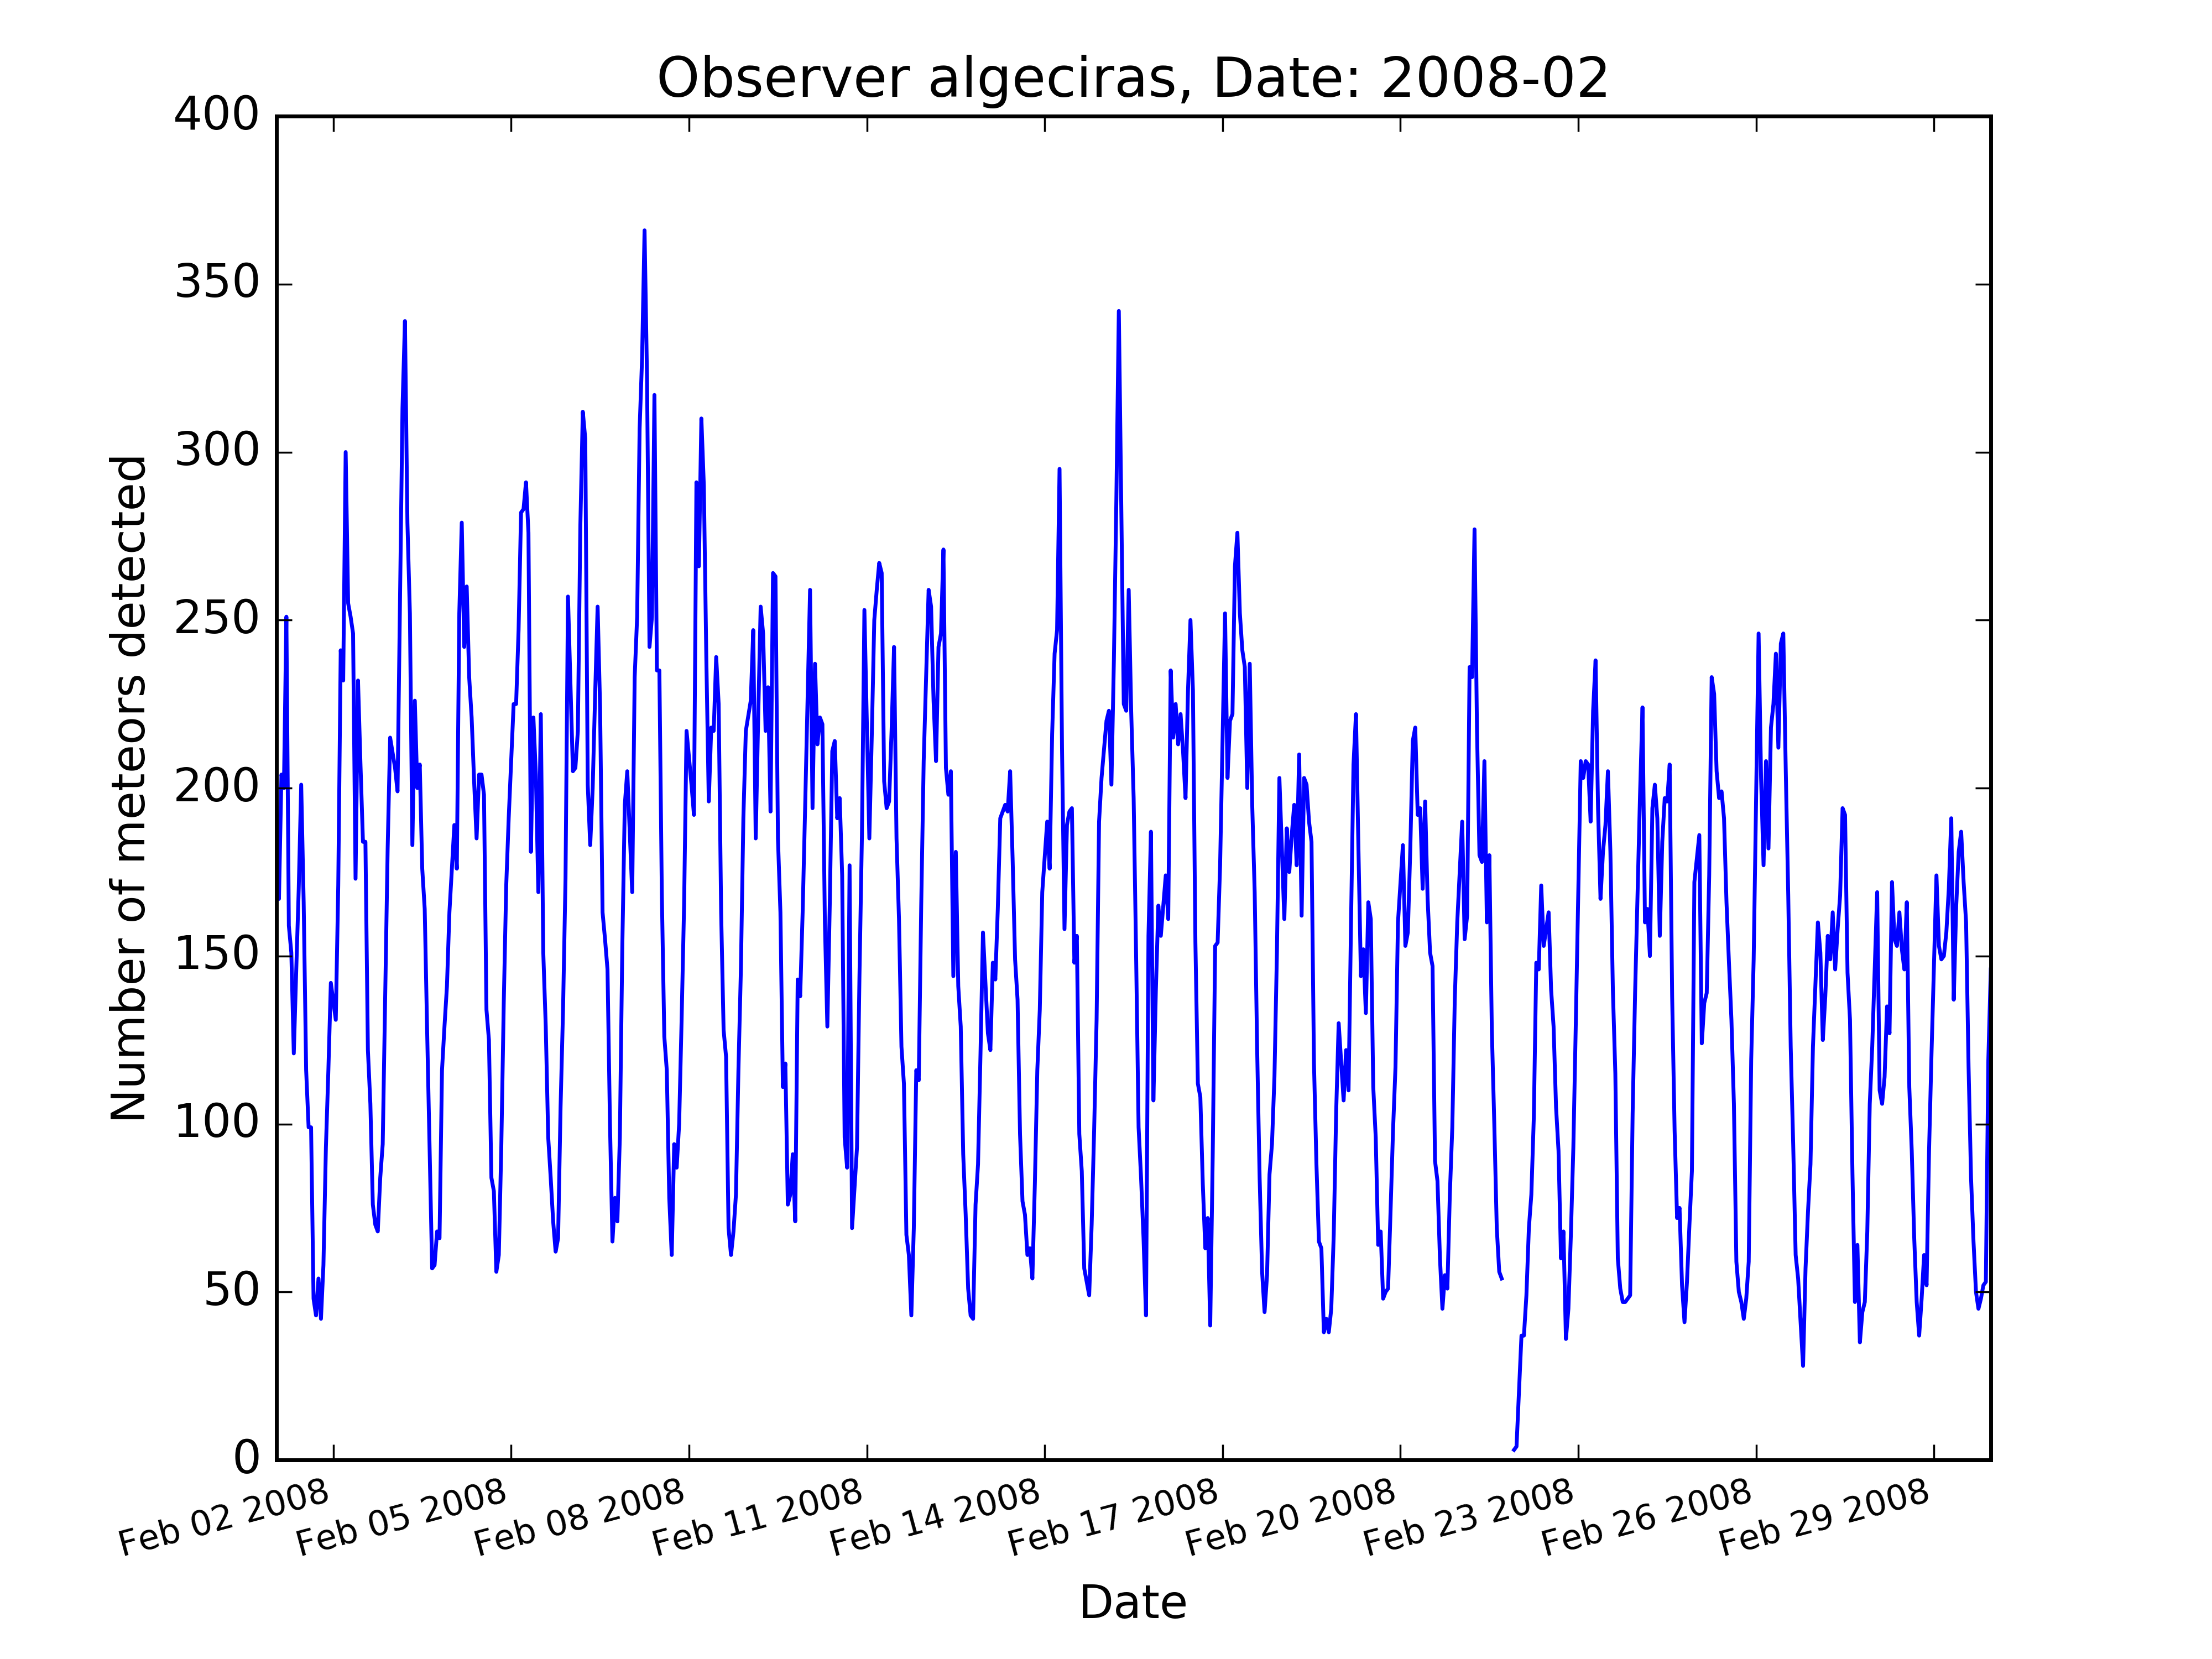 Observer algeciras, Date: 2008-02
400
350
300
250
200
150
100
50
0
Number of meteors detected
Feb 02 2008
Feb 05 2008
Feb 08 2008
Feb 11 2008
Feb 14 2008
Feb 17 2008
Feb 20 2008
Feb 23 2008
Feb 26 2008
Feb 29 2008
Date